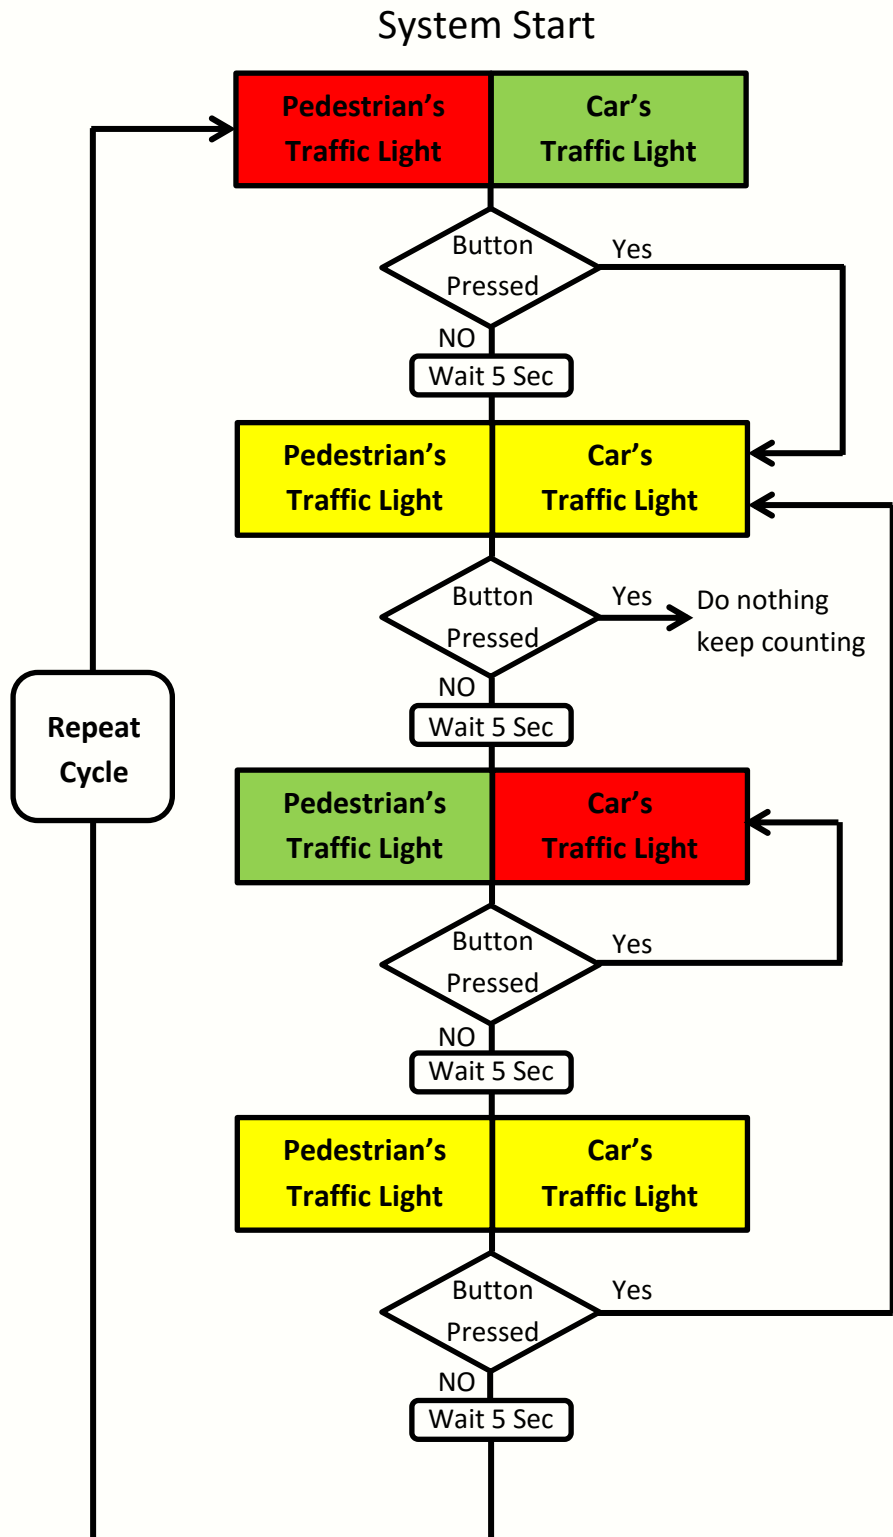 System Start
Pedestrian's
Traffic Light
Car's
Traffic Light
Button
Pressed
Yes
NO
Wait 5 Sec
Pedestrian's
Traffic Light
Car's
Traffic Light
Button
Pressed
Yes
Do nothing
keep counting
NO
Wait 5 Sec
Repeat
Cycle
Pedestrian's
Traffic Light
Car's
Traffic Light
Button
Pressed
Yes
NO
Wait 5 Sec
Pedestrian's
Traffic Light
Car's
Traffic Light
Button
Pressed
Yes
NO
Wait 5 Sec